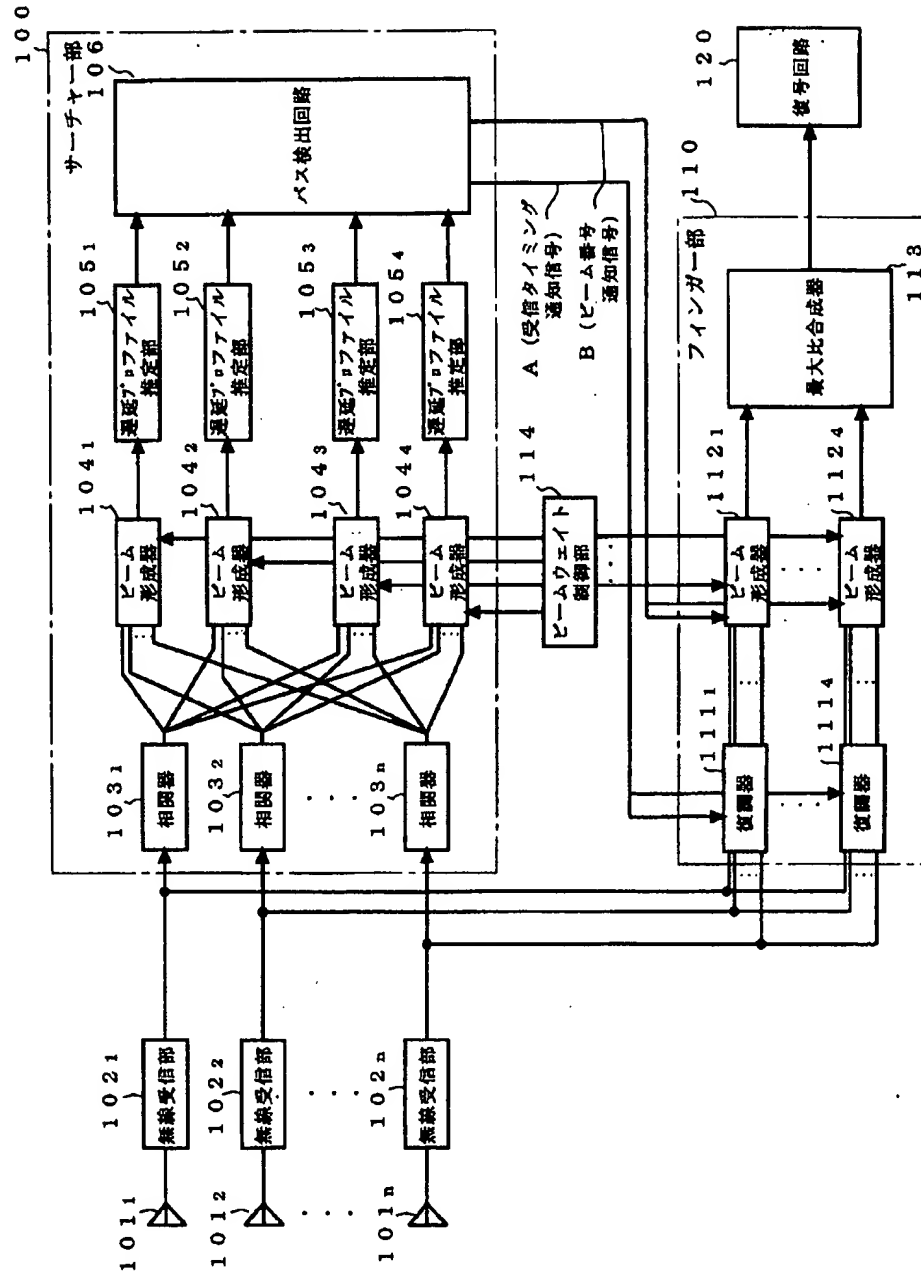 100
サーチャー部
106
パス検出回路
1051
遅延プロファイル
推定部
1052
遅延プロファイル
推定部
1053
遅延プロファイル
推定部
1054
遅延プロファイル
推定部
1041
ビーム
形成器
1042
ビーム
形成器
1043
ビーム
形成器
1044
ビーム
形成器
1031
相関器
1032
相関器
103n
相関器
1021
無線受信部
1022
無線受信部
102n
無線受信部
1011
1012
101n
A(受信タイミング
通知信号)
B(ビーム番号
通知信号)
114
ビームウェイト
制御部
フィンガー部
110
1111
復調器
1114
復調器
1121
ビーム
形成器
1124
ビーム
形成器
最大比合成器
113
120
復号回路